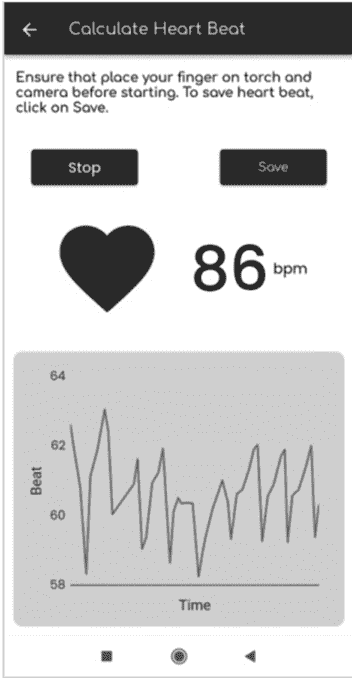 Calculate Heart Beat
Ensure that place your finger on torch and
camera before starting. To save heart beat,
click on Save.
Stop
Save
86 bpm
64
62
60
58
Beat
Time